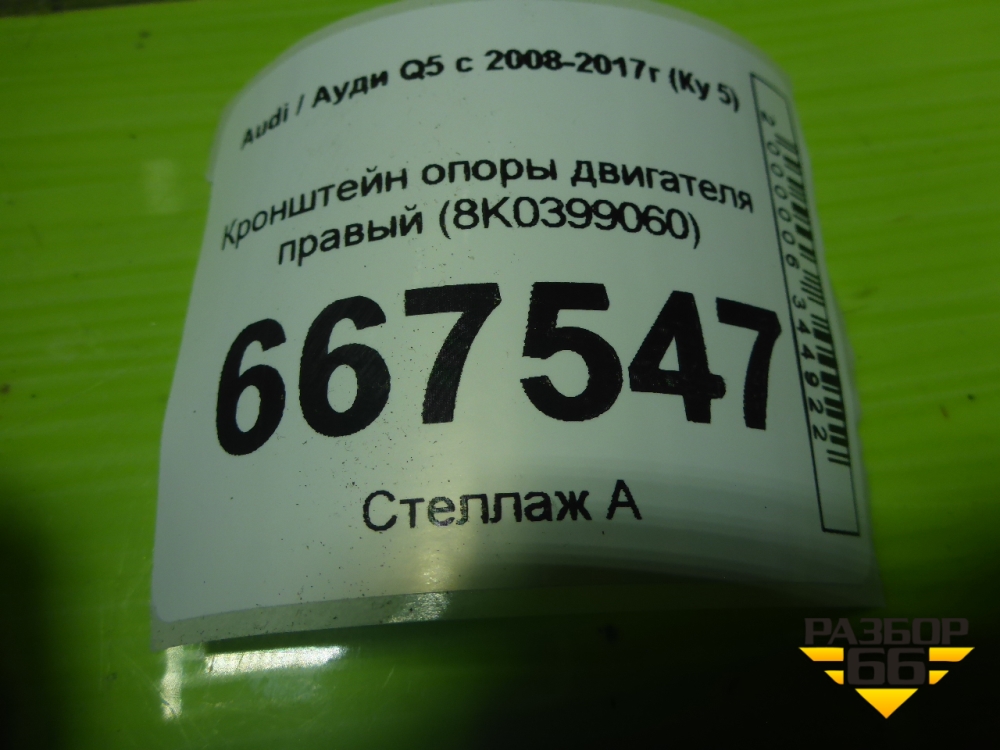 Audi / Ауди Q5 с 2008-2017г (Ку 5)
Кронштейн опоры двигателя
правый (8K0399060)
667547
Стеллаж А
2000006344922
РАЗБОР
66